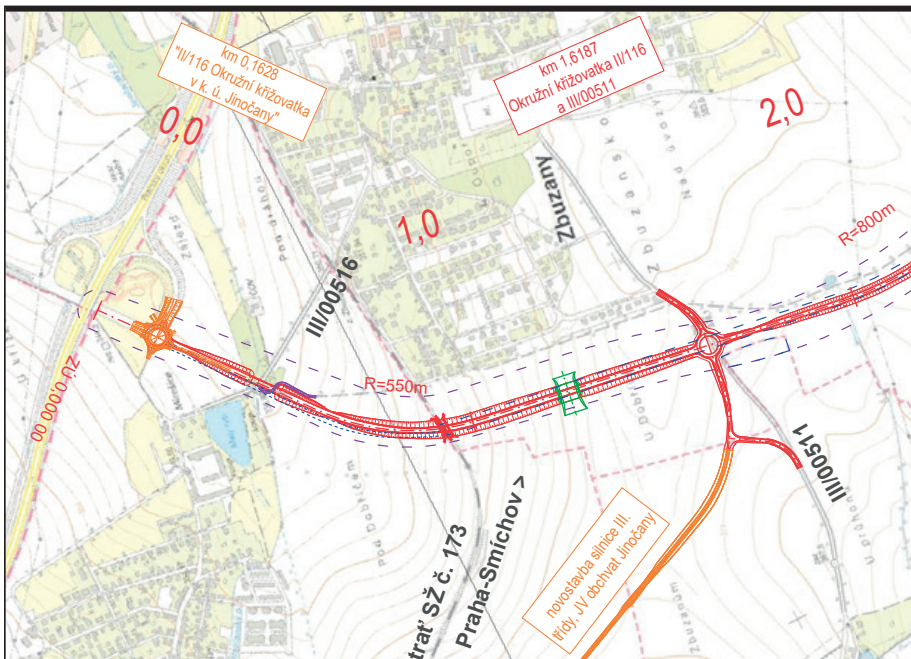 km 0,1628
"II/116 Okružní křižovatka
v k. ú. Jinočany"
km 1,6187
Okružní křižovatka II/116
a III/00511
0,0
2,0
1,0
Zbuzany
Zbuzansko
R=800m
III/00516
ZÚ 0,000 00
R=550m
III/00511
novostavba silnice III.
třídy, JV obchvat Jinočany
trať SŽ č. 173
Praha-Smíchov >